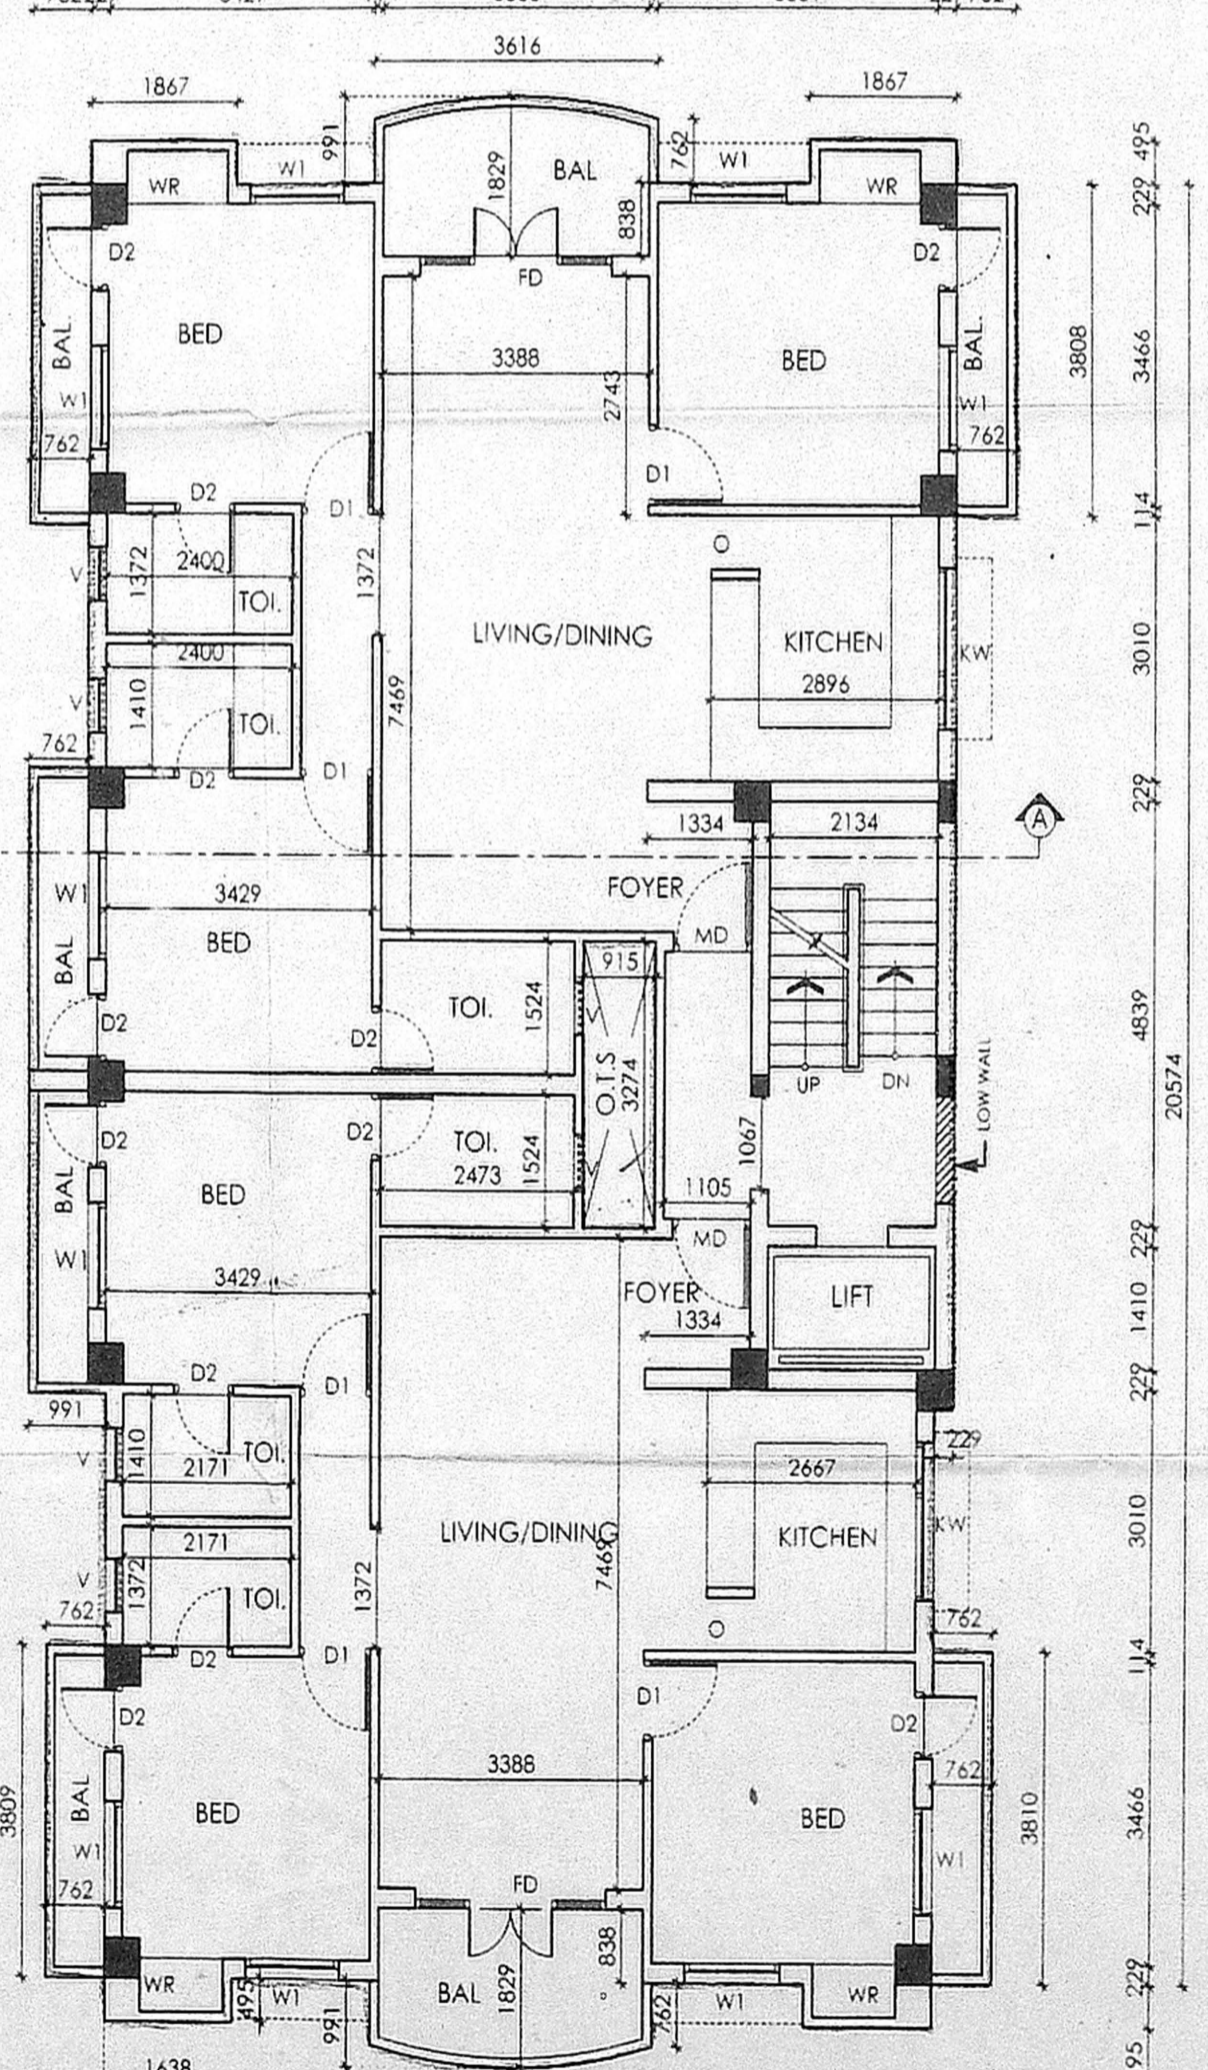 3616
1867
1867
991
W1
1829
BAL
762
W1
495
WR
WR
229
838
D2
D2
FD
BED
BAL.
BED
BAL.
3808
3466
3388
2743
W1
W1
762
762
D1
D2
D1
114
O
1372
2400
1372
V
TOI.
LIVING/DINING
KITCHEN
3010
2400
KW
2896
V
1410
TOI.
7469
762
D2
D1
229
1334
2134
A
W1
3429
FOYER
BED
MD
BAL
915
TOI.
1524
V
4839
D2
D2
O.T.S
3274
UP
DN
LOW WALL
20574
D2
D2
TOI.
1524
1067
2473
V
BAL
BED
1105
W1
MD
229
3429
FOYER
LIFT
1410
1334
D2
D1
229
991
V
1410
TOI.
229
2171
2667
LIVING/DINING
KITCHEN
KW
3010
2171
7469
V
1372
TOI.
1372
762
O
762
D2
D1
114
D1
D2
D2
3388
762
3809
BAL
BED
BED
3810
3466
W1
W1
762
FD
838
WR
495
W1
991
BAL
1829
762
W1
WR
229
1638
95